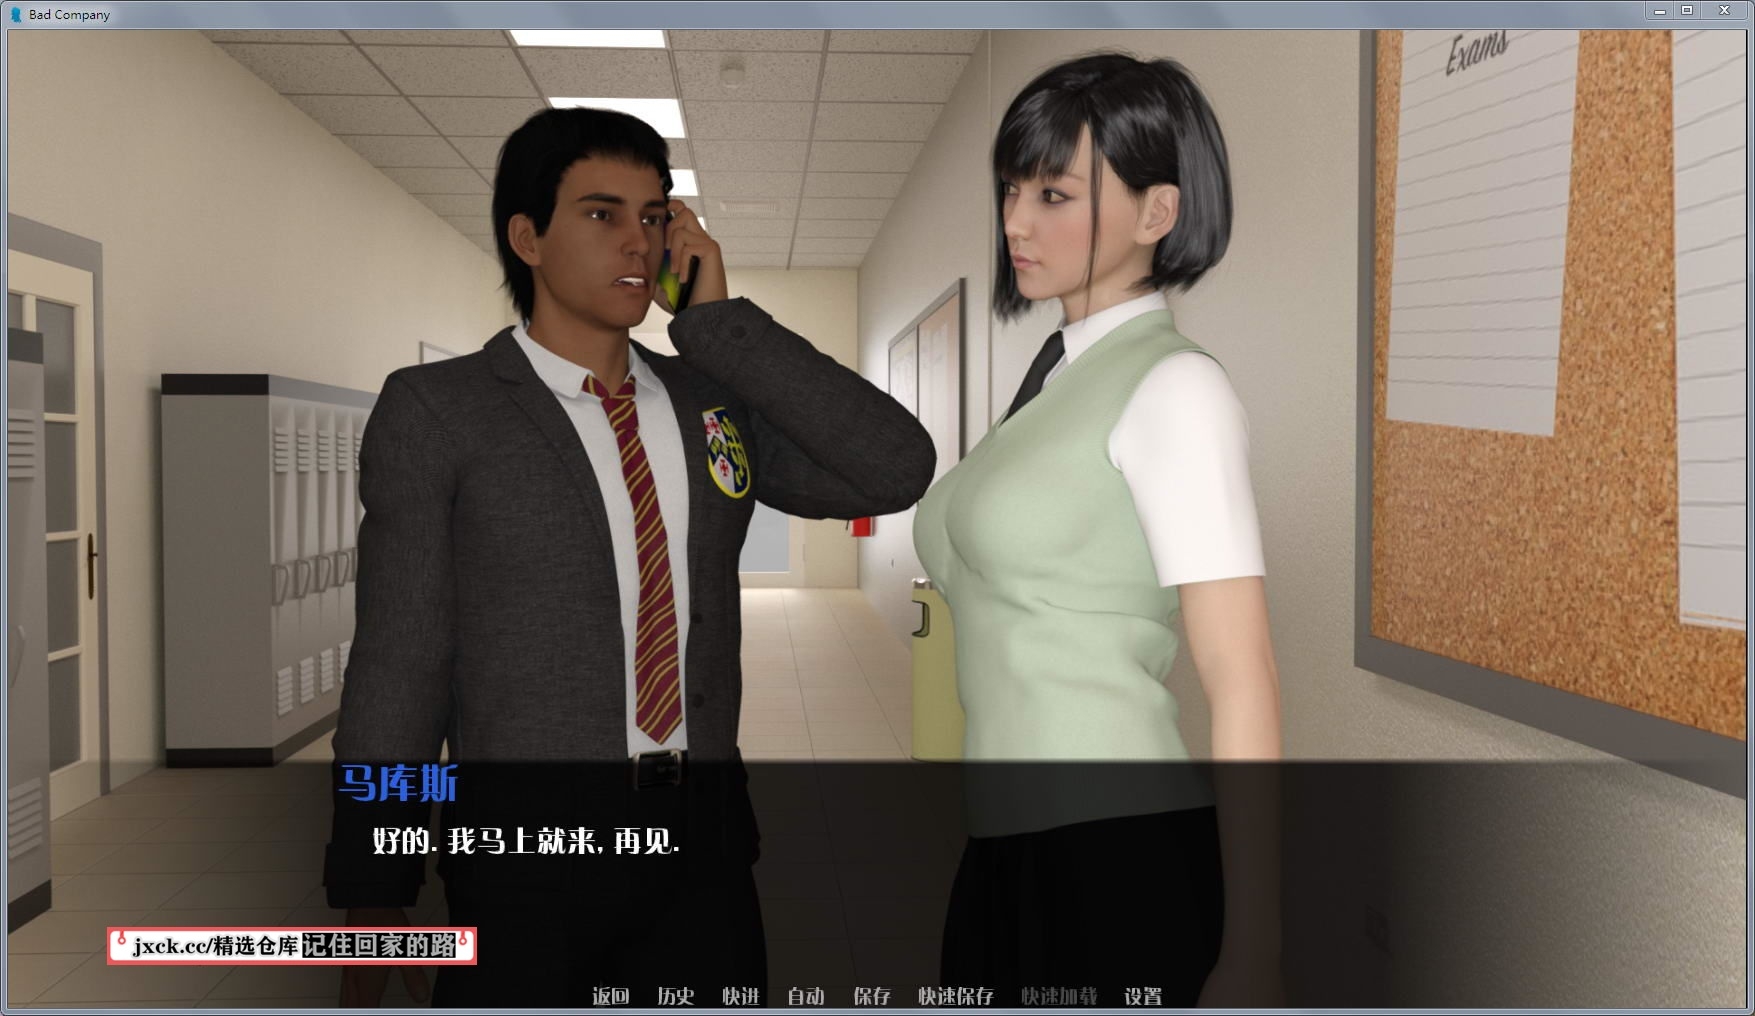 Bad Company
Exams
马库斯
好的. 我马上就来, 再见.
jxck.cc/精选仓库记住回家的路
返回 历史 快进 自动 保存 快速保存 快速加载 设置